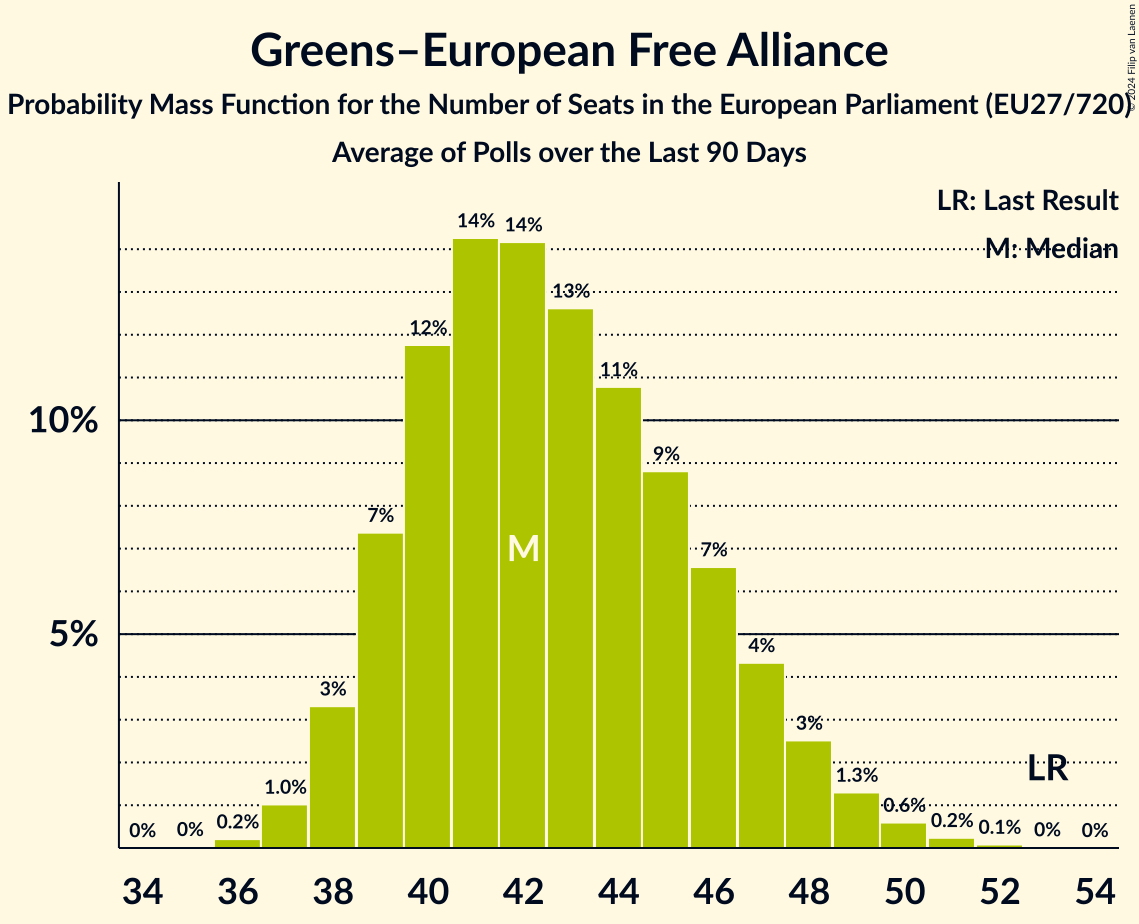 Greens–European Free Alliance
Probability Mass Function for the Number of Seats in the European Parliament (EU27/720)
Average of Polls over the Last 90 Days
© 2024 Filip van Laenen
LR: Last Result
M: Median
10%
5%
0%
0%
0.2%
1.0%
3%
7%
12%
14%
14%
13%
11%
9%
7%
4%
3%
1.3%
0.6%
0.2%
0.1%
0%
0%
M
LR
34 36 38 40 42 44 46 48 50 52 54